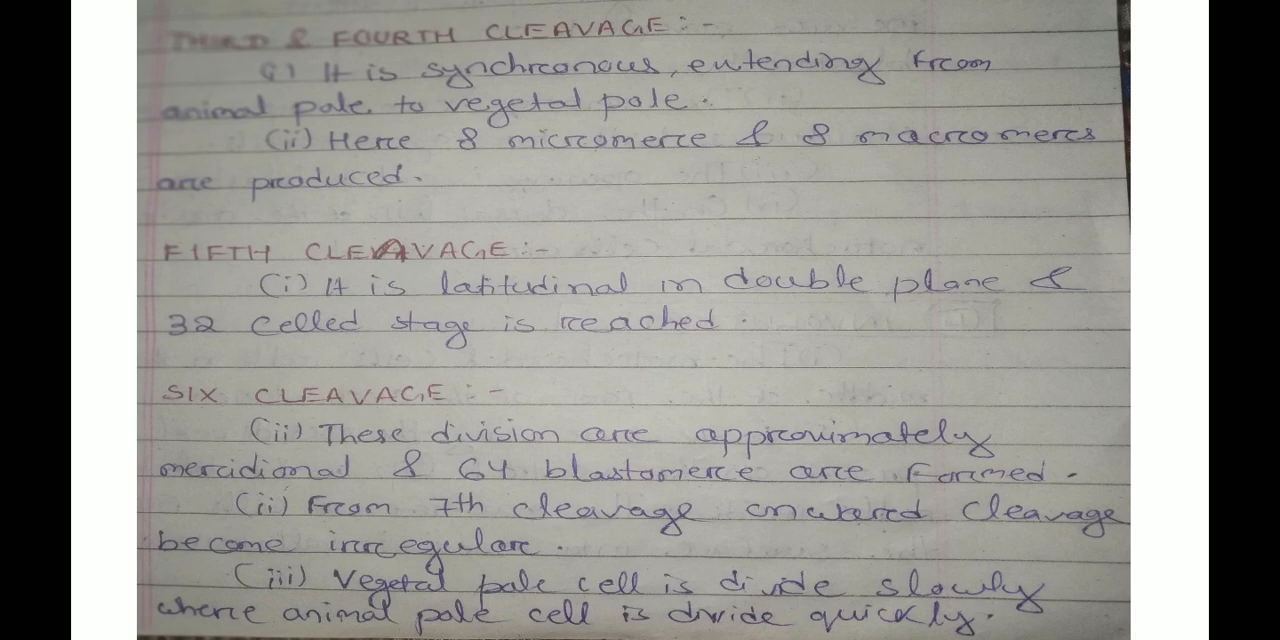 THIRD & FOURTH CLEAVAGE :-
(i) It is synchronous, extending from
animal pole to vegetal pole.
(ii) Here 8 micromere & 8 macromers
are produced.
FIFTH CLEAVAGE :-
(i) It is latitudinal in double plane &
32 celled stage is reached.
SIX CLEAVAGE :-
(ii) These division are approximately
meridional & 64 blastomere are formed.
(ii) From 7th cleavage onward cleavage
become irregular.
(iii) Vegetal pole cell is divide slowly
where animal pole cell is divide quickly.